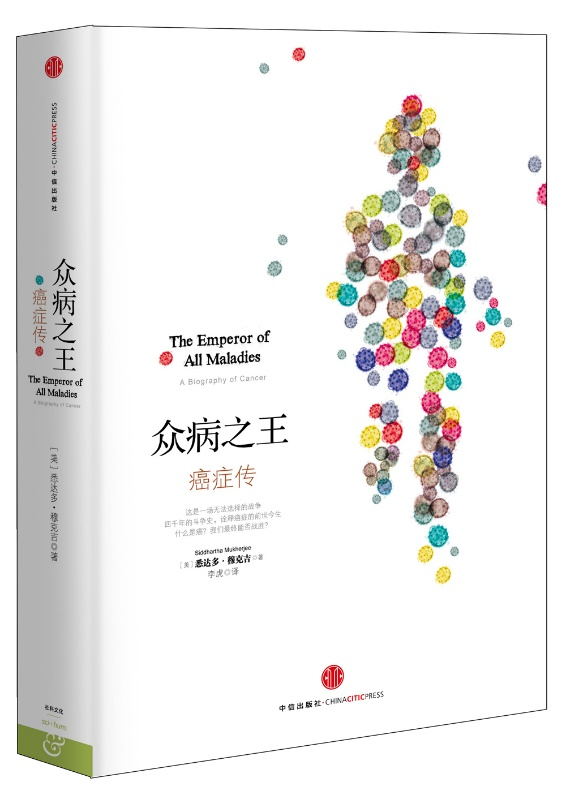 中信出版社·CHINACITICPRESS
众病之王
癌症传
The Emperor of
All Maladies
A Biography of Cancer
[美]悉达多·穆克吉◎著
社科文化
The Emperor of
All Maladies
A Biography of Cancer
众病之王
癌症传
这是一场无法选择的战争
四千年的斗争史,诠释癌症的前世今生
什么是癌?我们最终能否战胜?
Siddhartha Mukherjee
[美]悉达多·穆克吉◎著
李虎◎译
中信出版社·CHINACITICPRESS